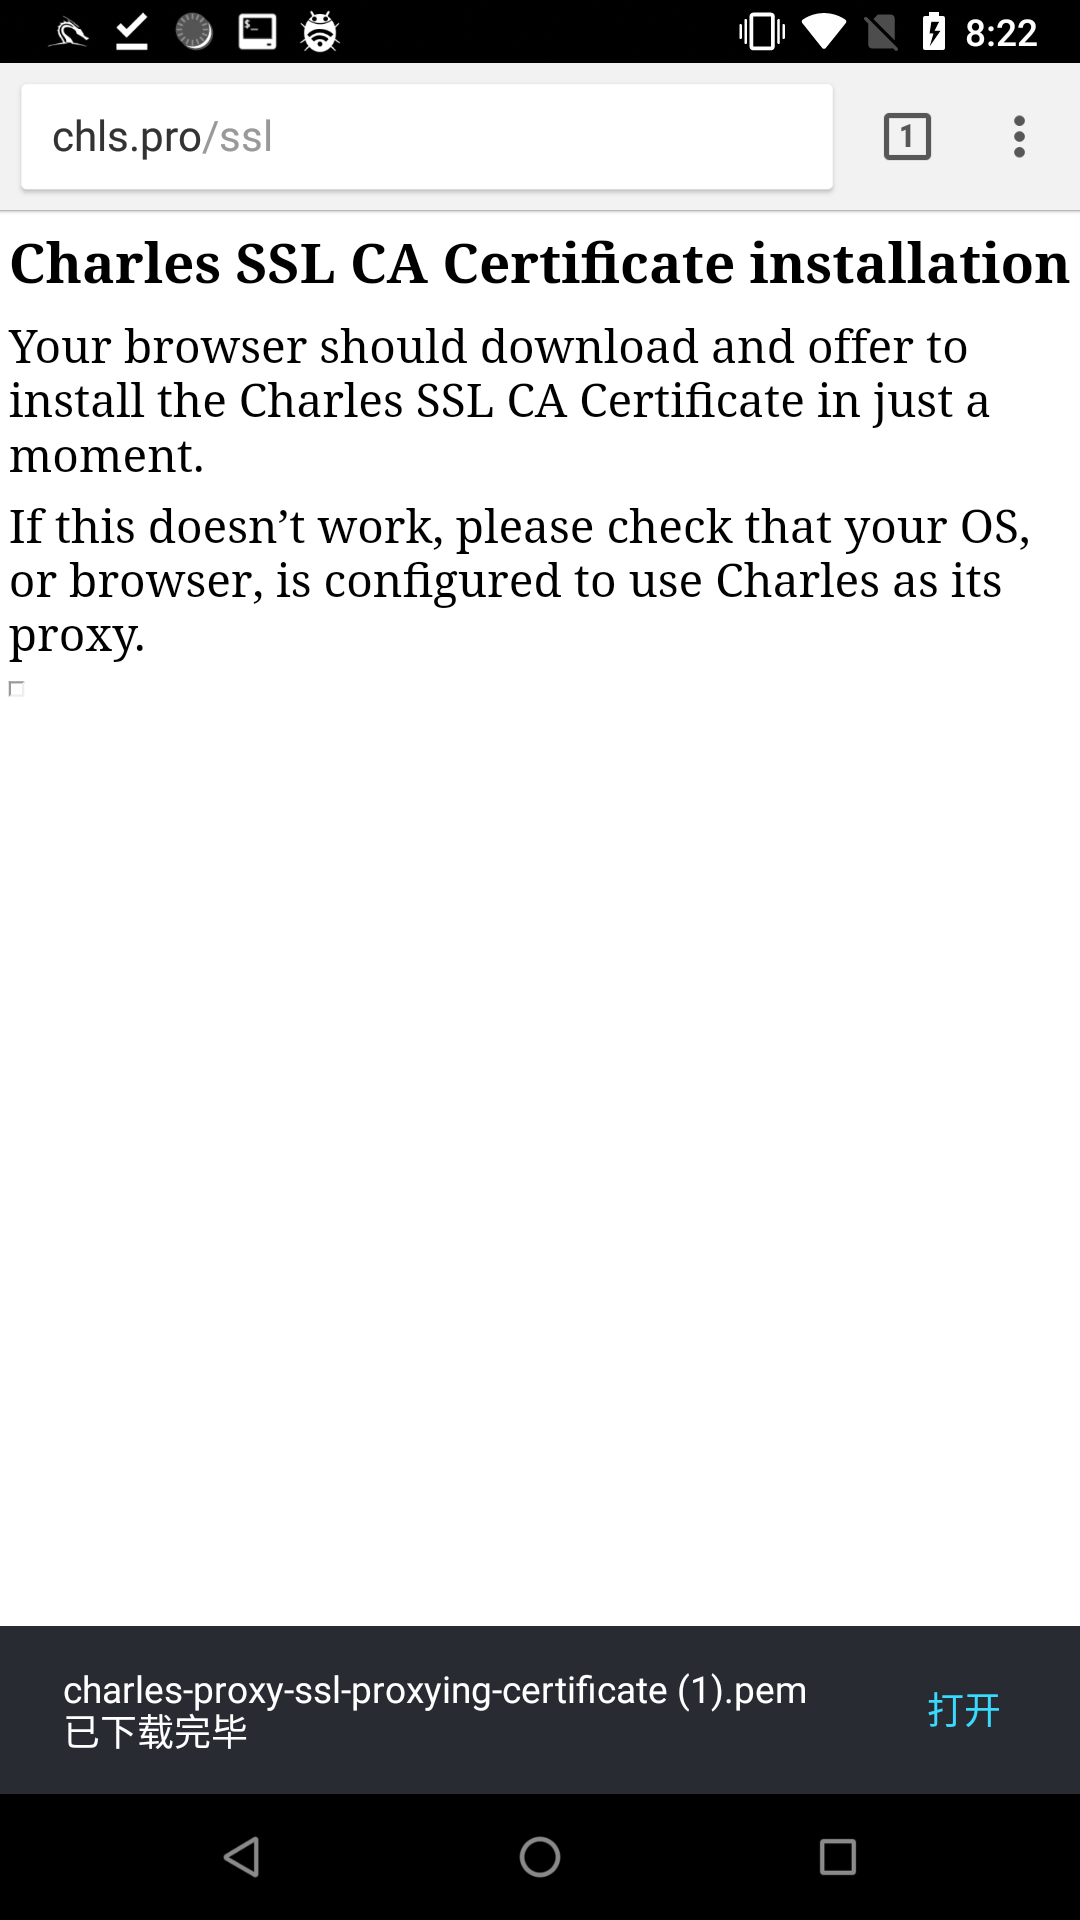 8:22
chls.pro/ssl
1
Charles SSL CA Certificate installation
Your browser should download and offer to
install the Charles SSL CA Certificate in just a
moment.
If this doesn’t work, please check that your OS,
or browser, is configured to use Charles as its
proxy.
charles-proxy-ssl-proxying-certificate (1).pem
已下载完毕
打开